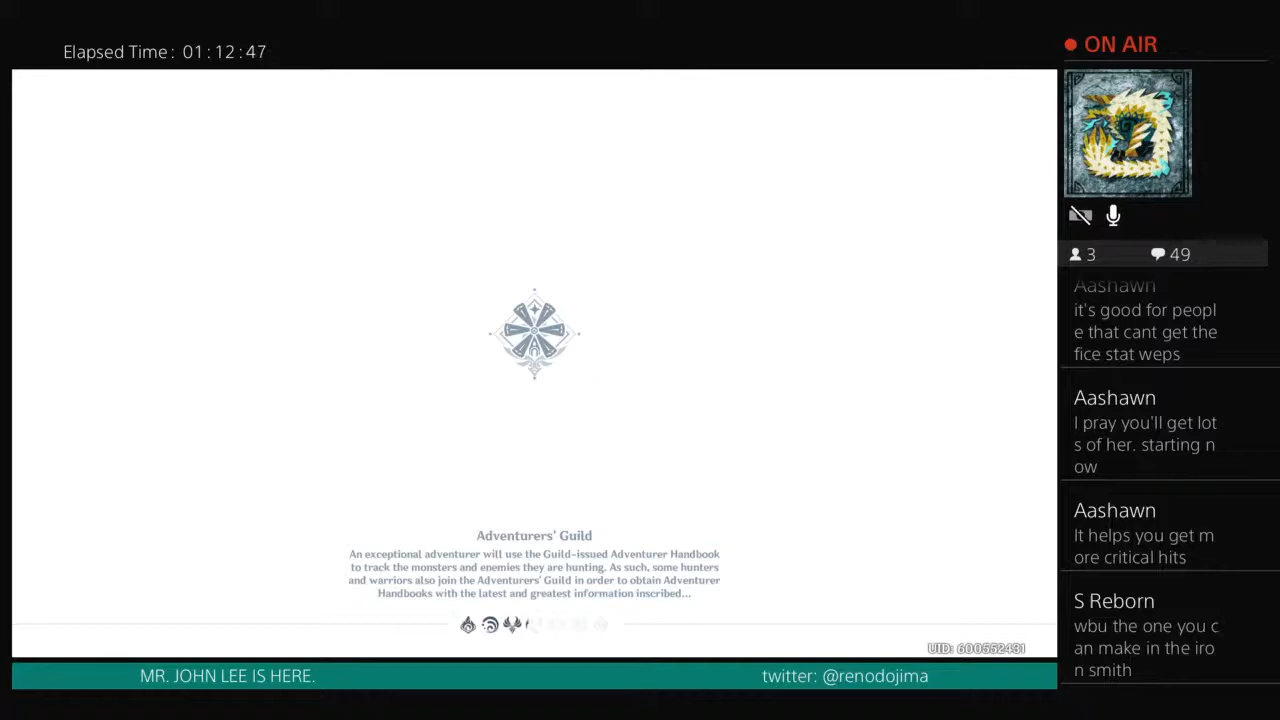 Elapsed Time: 01:12:47
ON AIR
3 49
Aashawn
it's good for peopl
e that cant get the
fice stat weps
Aashawn
I pray you'll get lot
s of her. starting n
ow
Aashawn
It helps you get m
ore critical hits
S Reborn
wbu the one you c
an make in the iro
n smith
Adventurers' Guild
An exceptional adventurer will use the Guild-issued Adventurer Handbook
to track the monsters and enemies they are hunting. As such, some hunters
and warriors also join the Adventurers' Guild in order to obtain Adventurer
Handbooks with the latest and greatest information inscribed...
UID: 600552431
MR. JOHN LEE IS HERE.
twitter: @renodojima